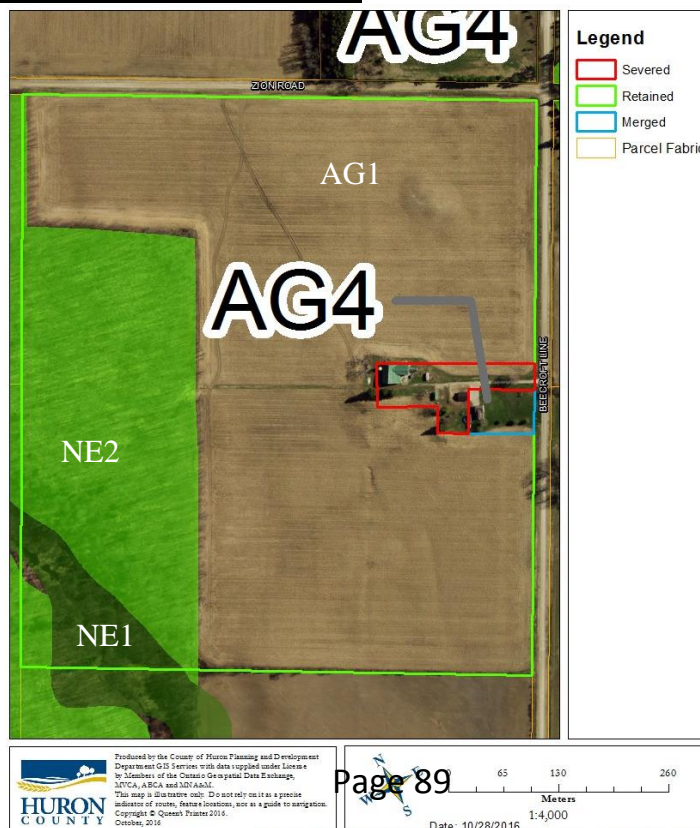 AG4
ZION ROAD
AG1
AG4
BEECROFT LINE
NE2
NE1
Legend
Severed
Retained
Merged
Parcel Fabric
HURON
COUNTY
Produced by the County of Huron Planning and Development
Department GIS Services with data supplied under License
by Members of the Ontario Geospatial Data Exchange,
MVCA, ABCA and MNA&M.
This map is illustrative only. Do not rely on it as a precise
indicator of routes, feature locations, nor as a guide to navigation.
Copyright © Queen's Printer 2016.
October, 2016
W S
Page 89
0 65 130 260
Meters
1:4,000
Date: 10/28/2016